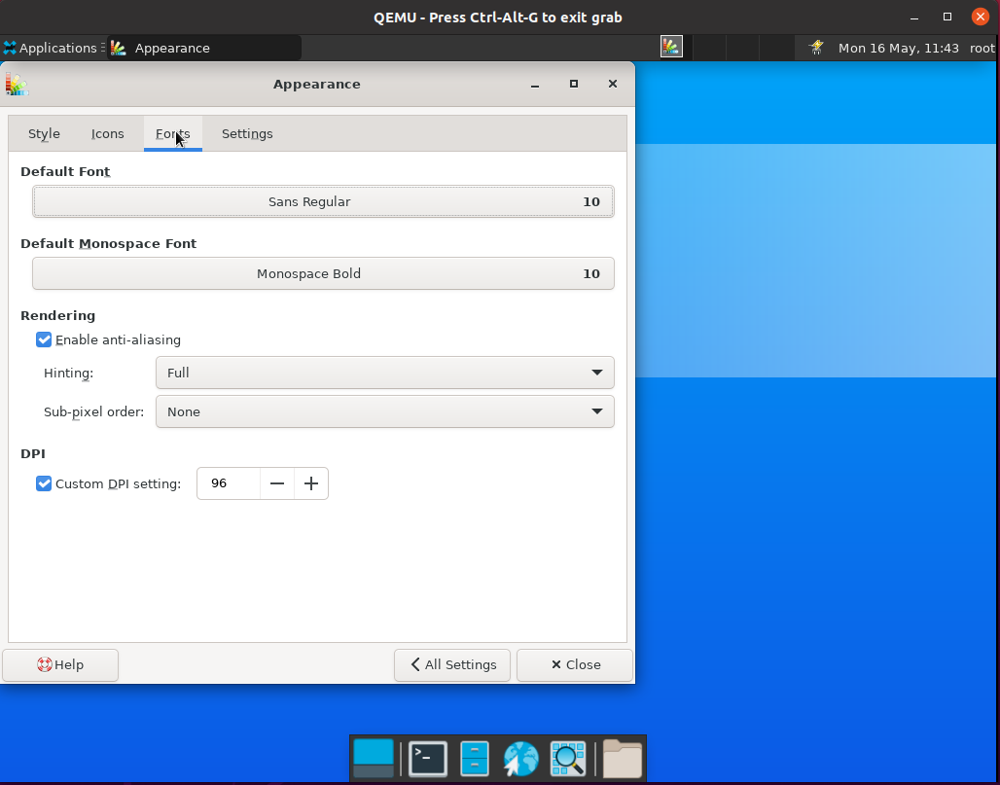 QEMU - Press Ctrl-Alt-G to exit grab
Applications Appearance Mon 16 May, 11:43 root
Appearance
Style Icons Fonts Settings
Default Font
Sans Regular 10
Default Monospace Font
Monospace Bold 10
Rendering
Enable anti-aliasing
Hinting: Full
Sub-pixel order: None
DPI
Custom DPI setting: 96
Help All Settings Close